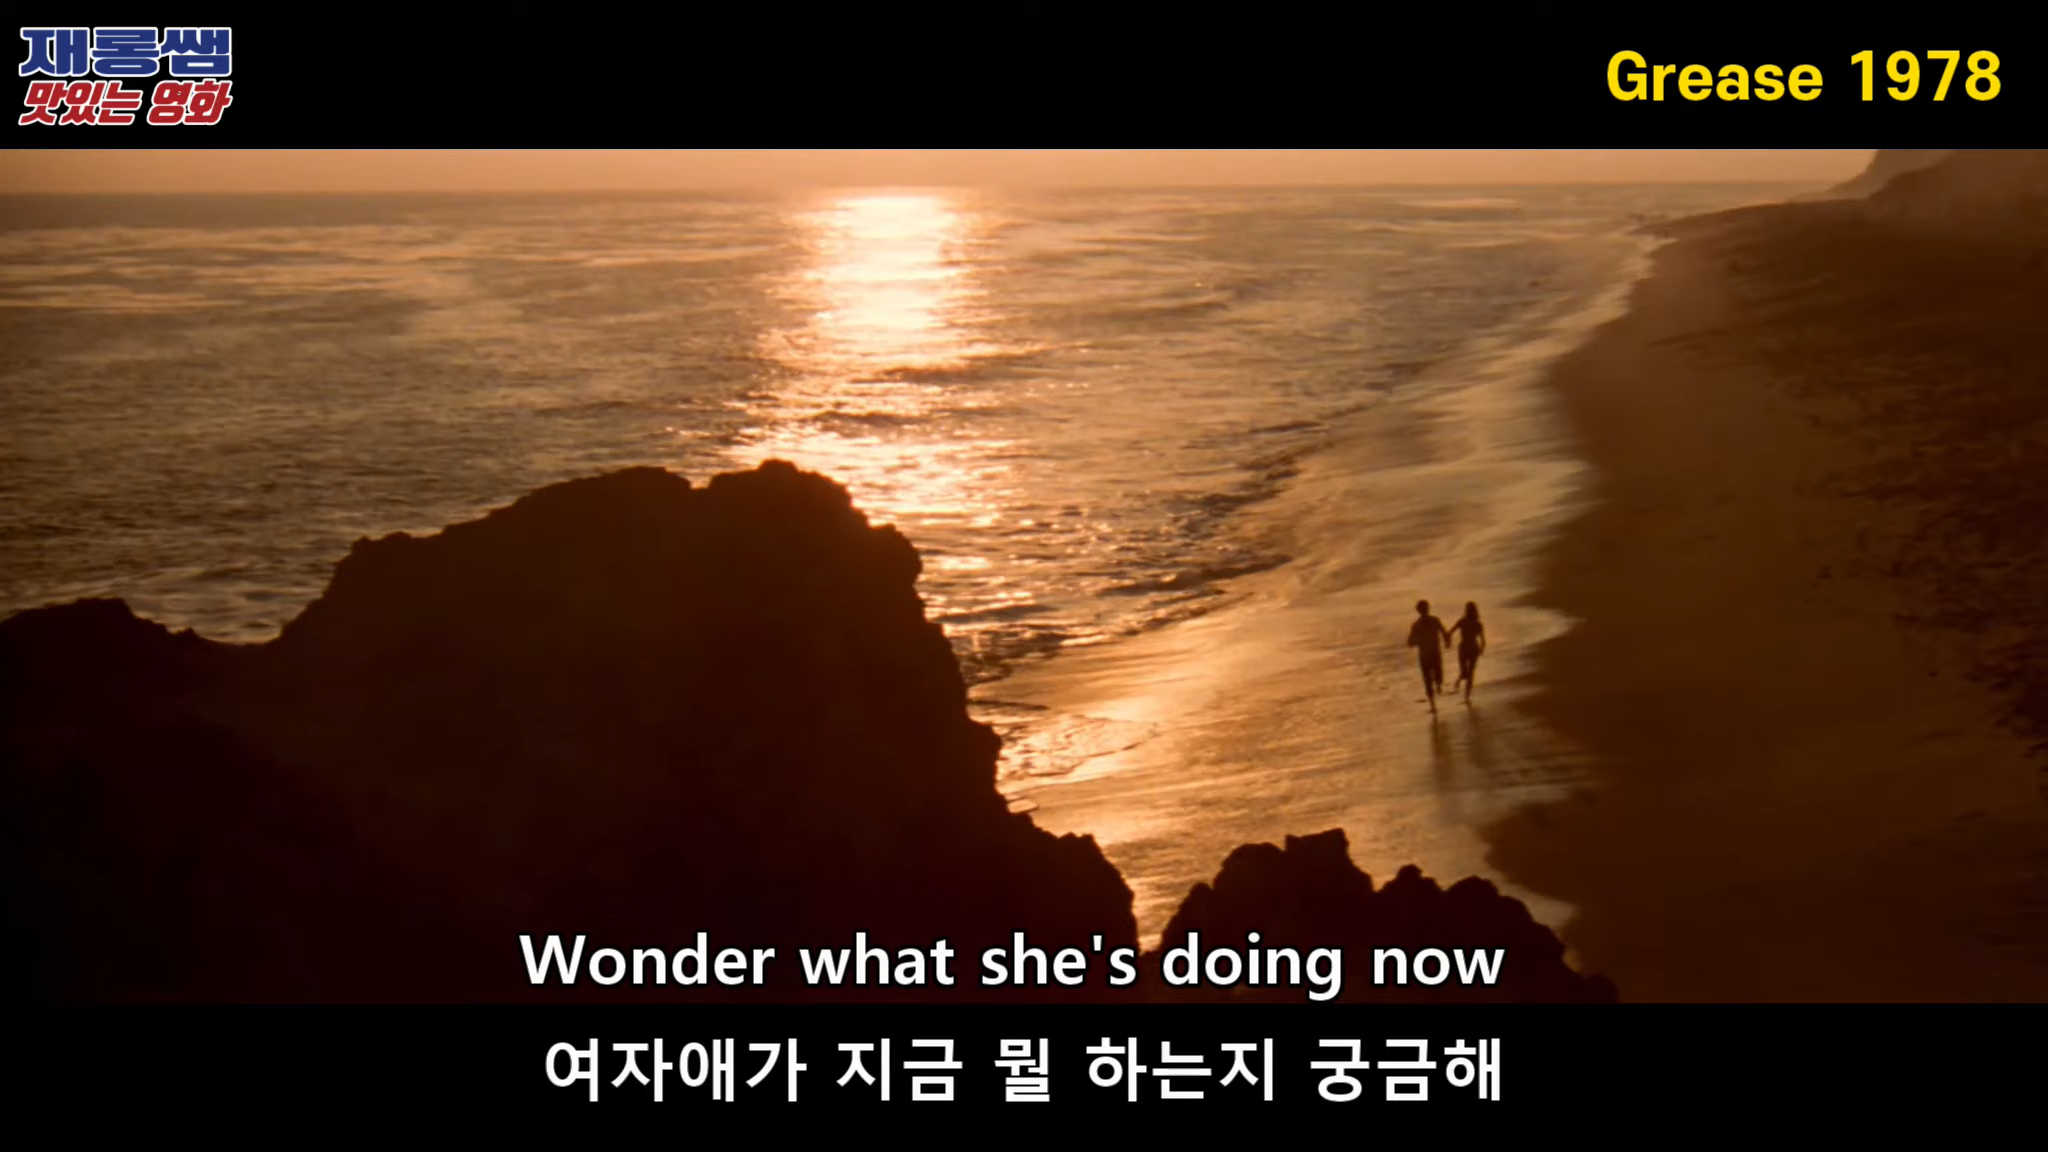 재롱쌤
맛있는 영화
Grease 1978
Wonder what she's doing now
여자애가 지금 뭘 하는지 궁금해